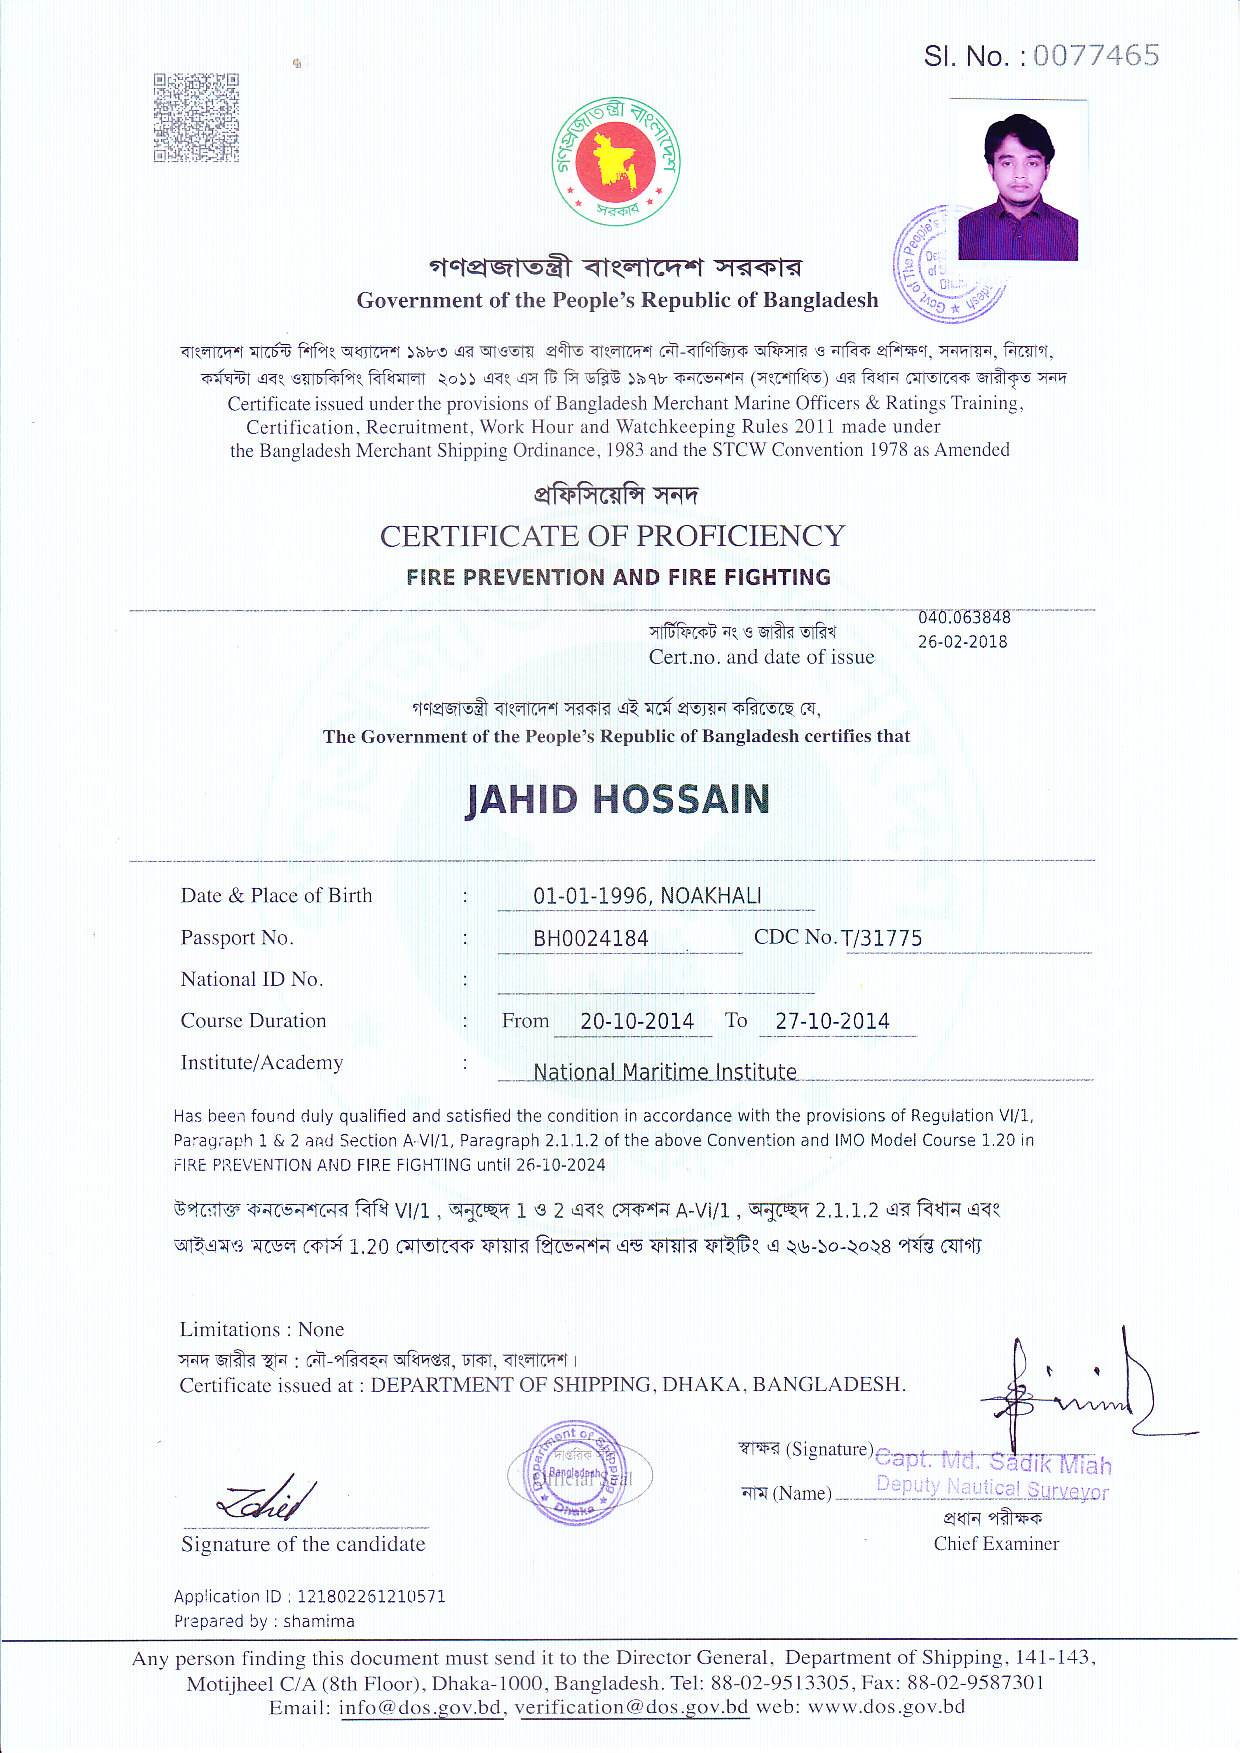 Sl. No. : 0077465
গণপ্রজাতন্ত্রী বাংলাদেশ
সরকার
গণপ্রজাতন্ত্রী বাংলাদেশ সরকার
Government of the People's Republic of Bangladesh
Govt of The People's
বাংলাদেশ মার্চেন্ট শিপিং অধ্যাদেশ ১৯৮৩ এর আওতায় প্রণীত বাংলাদেশ নৌ-বাণিজ্যিক অফিসার ও নাবিক প্রশিক্ষণ, সনদায়ন, নিয়োগ,
কর্মঘন্টা এবং ওয়াচকিপিং বিধিমালা ২০১১ এবং এস টি সি ডব্লিউ ১৯৭৮ কনভেনশন (সংশোধিত) এর বিধান মোতাবেক জারীকৃত সনদ
Certificate issued under the provisions of Bangladesh Merchant Marine Officers & Ratings Training,
Certification, Recruitment, Work Hour and Watchkeeping Rules 2011 made under
the Bangladesh Merchant Shipping Ordinance, 1983 and the STCW Convention 1978 as Amended
প্রফিসিয়েন্সি সনদ
CERTIFICATE OF PROFICIENCY
FIRE PREVENTION AND FIRE FIGHTING
040.063848
সার্টিফিকেট নং ও জারীর তারিখ
26-02-2018
Cert.no. and date of issue
গণপ্রজাতন্ত্রী বাংলাদেশ সরকার এই মর্মে প্রত্যয়ন করিতেছে যে,
The Government of the People's Republic of Bangladesh certifies that
JAHID HOSSAIN
Date & Place of Birth : 01-01-1996, NOAKHALI
Passport No. : BH0024184 CDC No. T/31775
National ID No. :
Course Duration : From 20-10-2014 To 27-10-2014
Institute/Academy : National Maritime Institute
Has been found duly qualified and satisfied the condition in accordance with the provisions of Regulation VI/1,
Paragraph 1 & 2 and Section A-VI/1, Paragraph 2.1.1.2 of the above Convention and IMO Model Course 1.20 in
FIRE PREVENTION AND FIRE FIGHTING until 26-10-2024
উপরোক্ত কনভেনশনের বিধি VI/1 , অনুচ্ছেদ 1 ও 2 এবং সেকশন A-Vi/1 , অনুচ্ছেদ 2.1.1.2 এর বিধান এবং
আইএমও মডেল কোর্স 1.20 মোতাবেক ফায়ার প্রিভেনশন এন্ড ফায়ার ফাইটিং এ ২৬-১০-২০২৪ পর্যন্ত যোগ্য
Limitations : None
সনদ জারীর স্থান : নৌ-পরিবহন অধিদপ্তর, ঢাকা, বাংলাদেশ।
Certificate issued at : DEPARTMENT OF SHIPPING, DHAKA, BANGLADESH.
Department of Shipping
দাপ্তরিক
Bangladesh
Official Seal
Dhaka
স্বাক্ষর (Signature)
Capt. Md. Sadik Miah
নাম (Name) Deputy Nautical Surveyor
প্রধান পরীক্ষক
Zahid
Signature of the candidate
Chief Examiner
Application ID : 121802261210571
Prepared by : shamima
Any person finding this document must send it to the Director General, Department of Shipping, 141-143,
Motijheel C/A (8th Floor), Dhaka-1000, Bangladesh. Tel: 88-02-9513305, Fax: 88-02-9587301
Email: info@dos.gov.bd, verification@dos.gov.bd web: www.dos.gov.bd